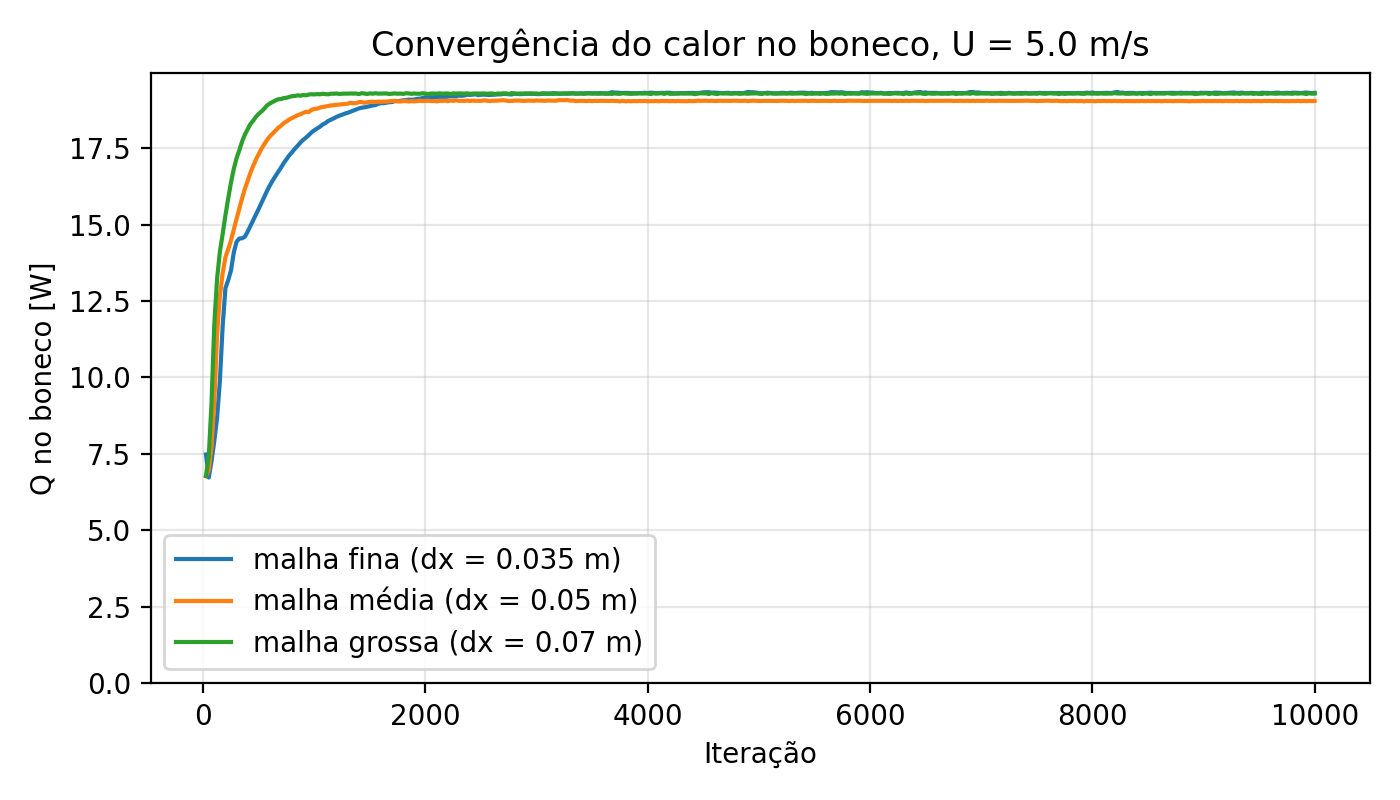 Convergência do calor no boneco, U = 5.0 m/s
Q no boneco [W]
17.5
15.0
12.5
10.0
7.5
5.0
2.5
0.0
malha fina (dx = 0.035 m)
malha média (dx = 0.05 m)
malha grossa (dx = 0.07 m)
0 2000 4000 6000 8000 10000
Iteração